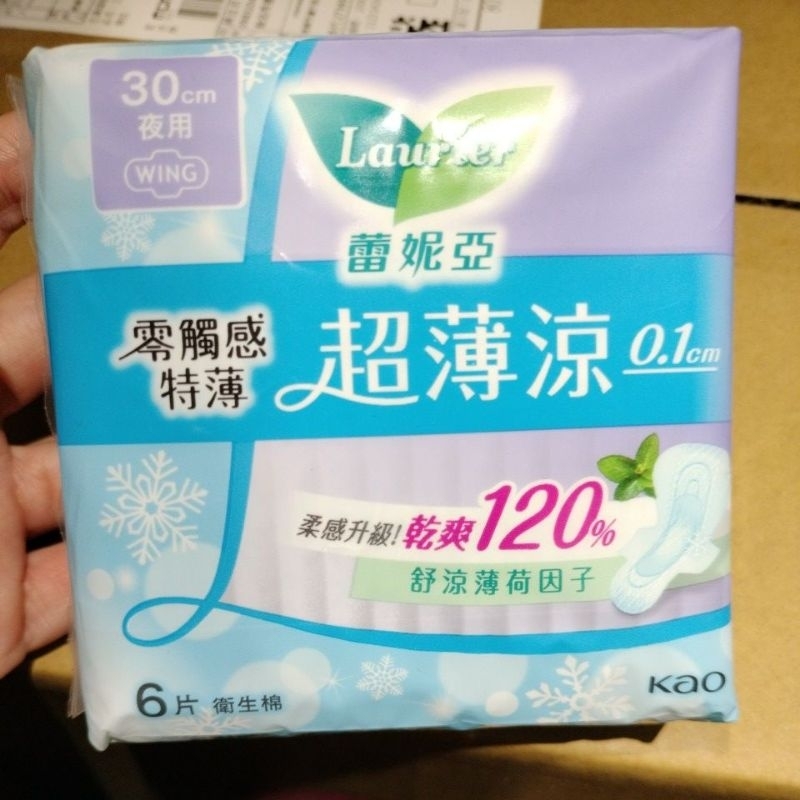 30cm
夜用
WING
Laurier
蕾妮亞
零觸感
特薄
超薄涼 0.1cm
柔感升級!乾爽120%
舒涼薄荷因子
6片 衛生棉
Kao